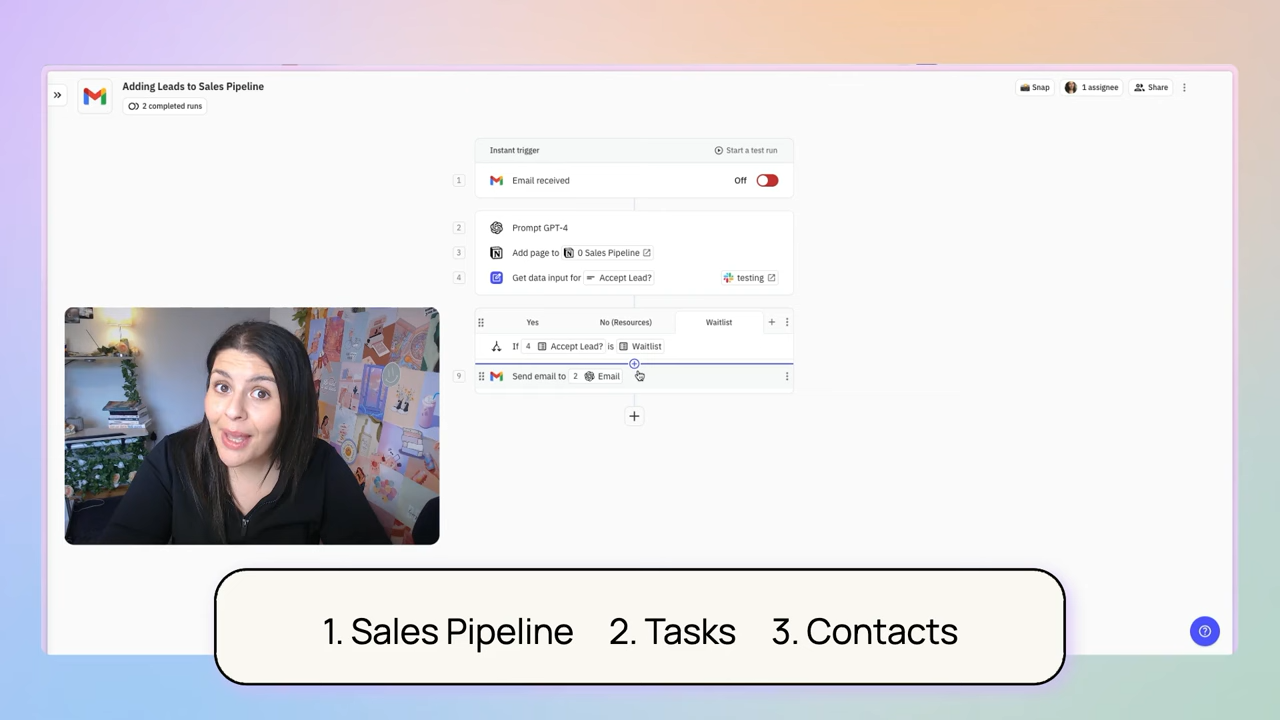 Adding Leads to Sales Pipeline
2 completed runs
Snap
1 assignee
Share
Instant trigger
Start a test run
1
Email received
Off
2
Prompt GPT-4
3
Add page to 0 Sales Pipeline
4
Get data input for Accept Lead?
testing
Yes
No (Resources)
Waitlist
If 4 Accept Lead? is Waitlist
9
Send email to 2 Email
1. Sales Pipeline 2. Tasks 3. Contacts